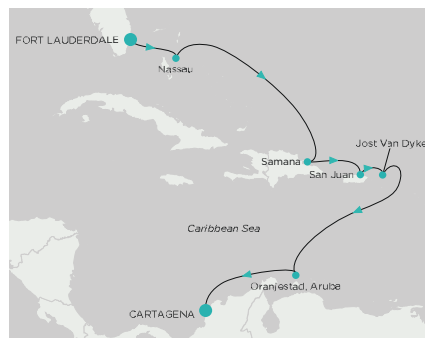 FORT LAUDERDALE
Nassau
Jost Van Dyke
Samana
San Juan
Caribbean Sea
Oranjestad, Aruba
CARTAGENA